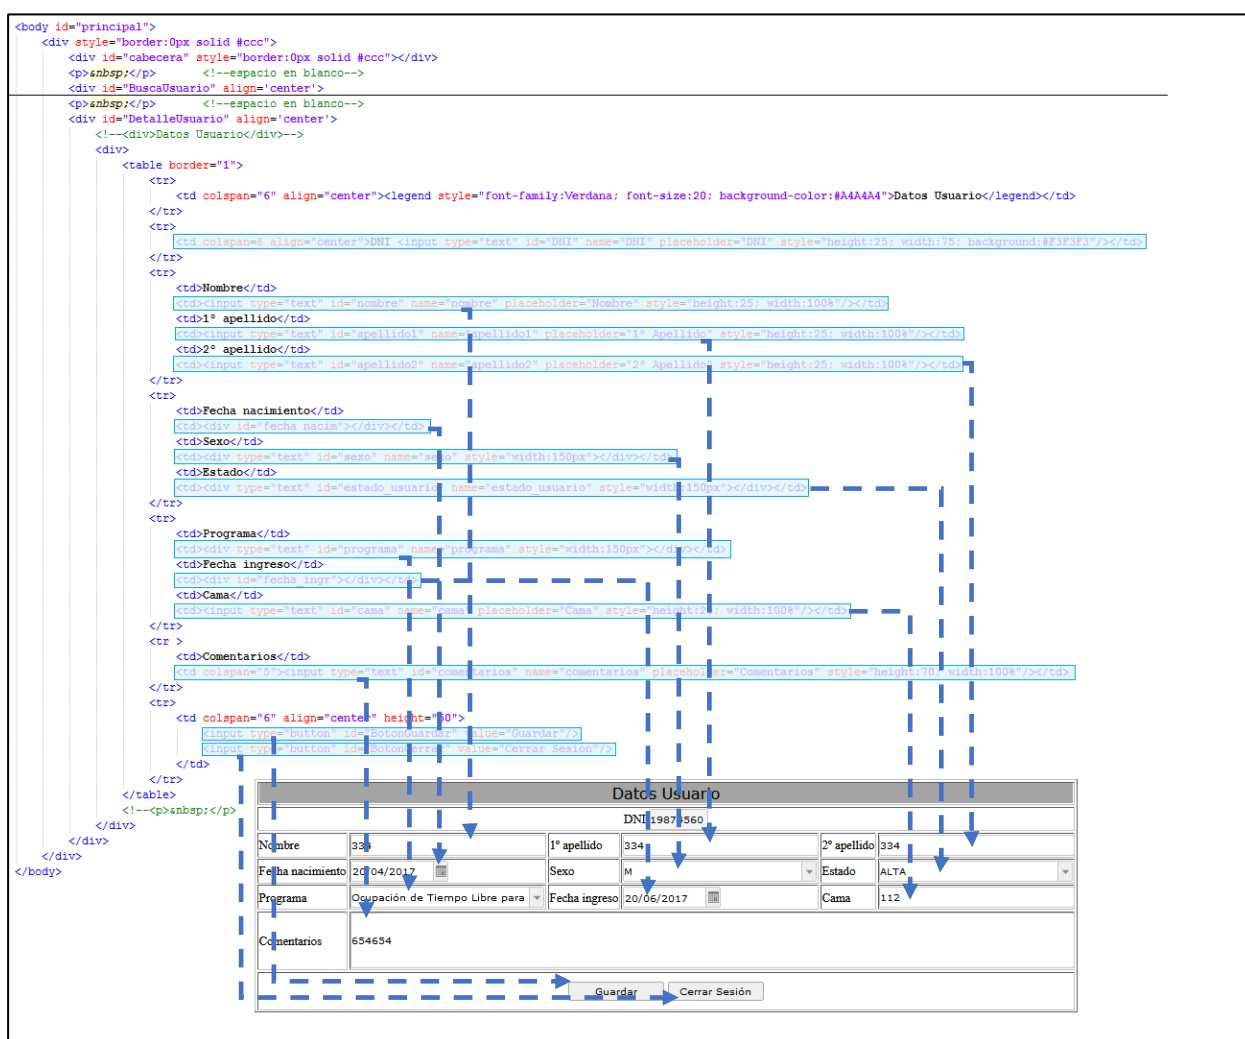 <body id="principal">
<div style="border:0px solid #ccc">
<div id="cabecera" style="border:0px solid #ccc"></div>
<p>&nbsp;</p> <!--espacio en blanco-->
<div id="BuscaUsuario" align='center'>
<p>&nbsp;</p> <!--espacio en blanco-->
<div id="DetalleUsuario" align='center'>
<!--<div>Datos Usuario</div>-->
<div>
<table border="1">
<tr>
<td colspan="6" align="center"><legend style="font-family:Verdana; font-size:20; background-color:#A4A4A4">Datos Usuario</legend></td>
</tr>
<tr>
<td colspan=6 align="center">DNI <input type="text" id="DNI" name="DNI" placeholder="DNI" style="height:25; width:75; background:#F3F3F3"/></td>
</tr>
<tr>
<td>Nombre</td>
<td><input type="text" id="nombre" name="nombre" placeholder="Nombre" style="height:25; width:100%"/></td>
<td>1º apellido</td>
<td><input type="text" id="apellido1" name="apellido1" placeholder="1º Apellido" style="height:25; width:100%"/></td>
<td>2º apellido</td>
<td><input type="text" id="apellido2" name="apellido2" placeholder="2º Apellido" style="height:25; width:100%"/></td>
</tr>
<tr>
<td>Fecha nacimiento</td>
<td><div id="fecha_nacim"></div></td>
<td>Sexo</td>
<td><div type="text" id="sexo" name="sexo" style="width:150px"></div></td>
<td>Estado</td>
<td><div type="text" id="estado_usuario" name="estado_usuario" style="width:150px"></div></td>
</tr>
<tr>
<td>Programa</td>
<td><div type="text" id="programa" name="programa" style="width:150px"></div></td>
<td>Fecha ingreso</td>
<td><div id="fecha_ingr"></div></td>
<td>Cama</td>
<td><input type="text" id="cama" name="cama" placeholder="Cama" style="height:25; width:100%"/></td>
</tr>
<tr >
<td>Comentarios</td>
<td colspan="5"><input type="text" id="comentarios" name="comentarios" placeholder="Comentarios" style="height:70; width:100%"/></td>
</tr>
<tr>
<td colspan="6" align="center" height="60">
<input type="button" id="BotonGuardar" value="Guardar"/>
<input type="button" id="BotonCerrar" value="Cerrar Sesión"/>
</td>
</tr>
</table>
<!--<p>&nbsp;</p>
</div>
</div>
</div>
</body>
Datos Usuario
DNI 19874560
Nombre 334 1º apellido 334 2º apellido 334
Fecha nacimiento 20/04/2017 Sexo M Estado ALTA
Programa Ocupación de Tiempo Libre para Fecha ingreso 20/06/2017 Cama 112
Comentarios 654654
Guardar Cerrar Sesión